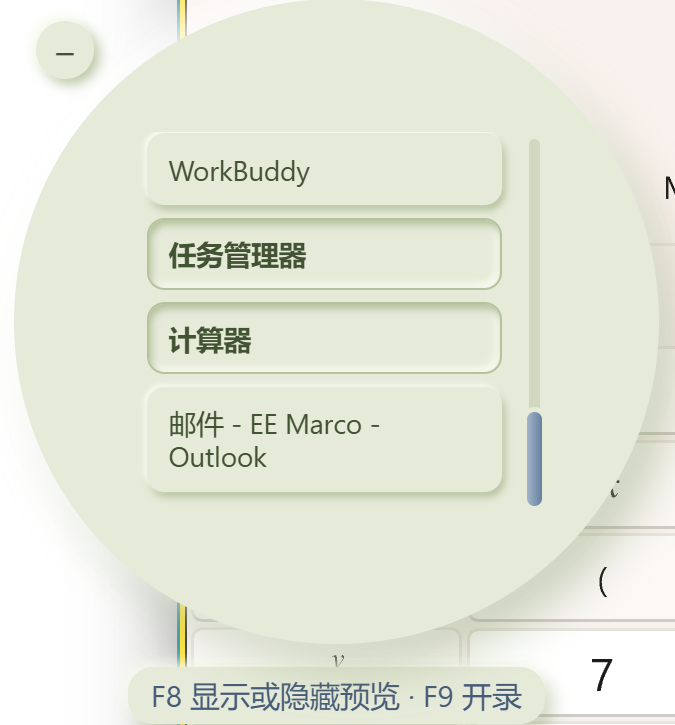 –
WorkBuddy
任务管理器
计算器
邮件 - EE Marco -
Outlook
(
v
7
F8 显示或隐藏预览 · F9 开录